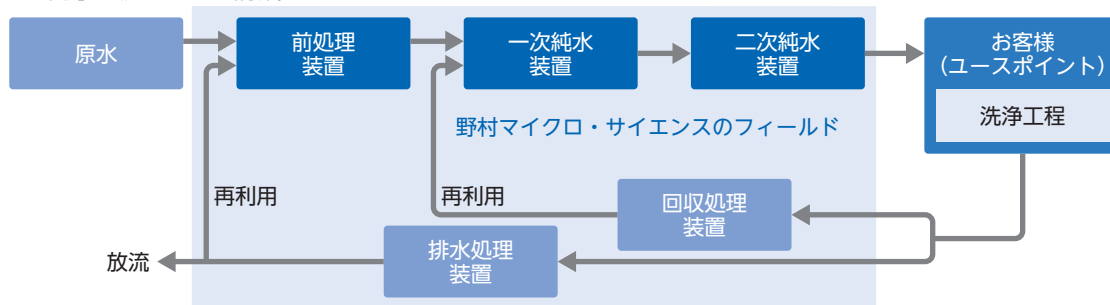 原水
前処理
装置
一次純水
装置
二次純水
装置
お客様
（ユースポイント）
洗浄工程
野村マイクロ・サイエンスのフィールド
再利用
再利用
回収処理
装置
放流
排水処理
装置